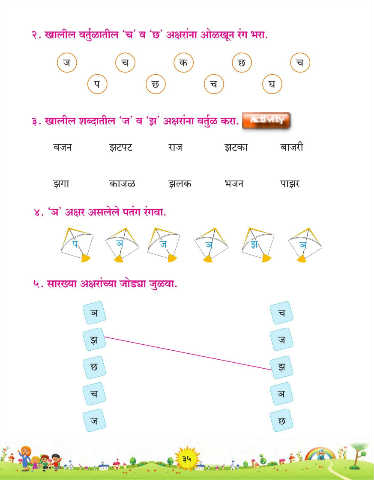 २. खालील वर्तुळातील 'च' व 'छ' अक्षरांना ओळखून रंग भरा.
ज च क छ च
प छ च घ
३. खालील शब्दातील 'ज' व 'झ' अक्षरांना वर्तुळ करा. Activity
वजन झटपट राज झटका बाजरी
झगा काजळ झलक भजन पाझर
४. 'ञ' अक्षर असलेले पतंग रंगवा.
प ञ ज ञ झ ञ
५. सारख्या अक्षरांच्या जोड्या जुळवा.
ञ च
झ ज
छ झ
च ञ
ज छ
३५